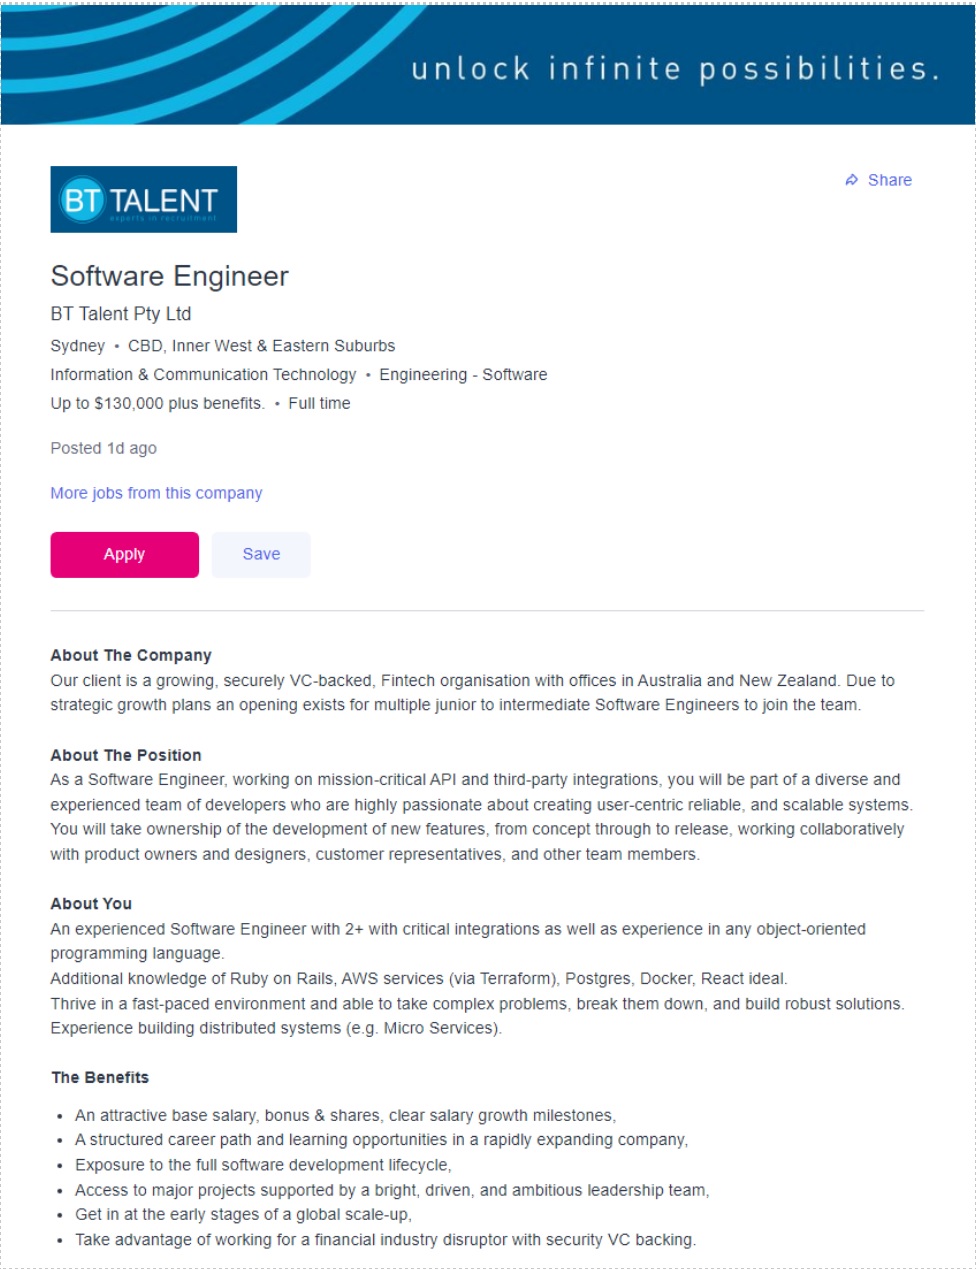 unlock infinite possibilities.
BT TALENT
experts in recruitment
Share
Software Engineer
BT Talent Pty Ltd
Sydney • CBD, Inner West & Eastern Suburbs
Information & Communication Technology • Engineering - Software
Up to $130,000 plus benefits. • Full time
Posted 1d ago
More jobs from this company
Apply Save
About The Company
Our client is a growing, securely VC-backed, Fintech organisation with offices in Australia and New Zealand. Due to
strategic growth plans an opening exists for multiple junior to intermediate Software Engineers to join the team.
About The Position
As a Software Engineer, working on mission-critical API and third-party integrations, you will be part of a diverse and
experienced team of developers who are highly passionate about creating user-centric reliable, and scalable systems.
You will take ownership of the development of new features, from concept through to release, working collaboratively
with product owners and designers, customer representatives, and other team members.
About You
An experienced Software Engineer with 2+ with critical integrations as well as experience in any object-oriented
programming language.
Additional knowledge of Ruby on Rails, AWS services (via Terraform), Postgres, Docker, React ideal.
Thrive in a fast-paced environment and able to take complex problems, break them down, and build robust solutions.
Experience building distributed systems (e.g. Micro Services).
The Benefits
• An attractive base salary, bonus & shares, clear salary growth milestones,
• A structured career path and learning opportunities in a rapidly expanding company,
• Exposure to the full software development lifecycle,
• Access to major projects supported by a bright, driven, and ambitious leadership team,
• Get in at the early stages of a global scale-up,
• Take advantage of working for a financial industry disruptor with security VC backing.